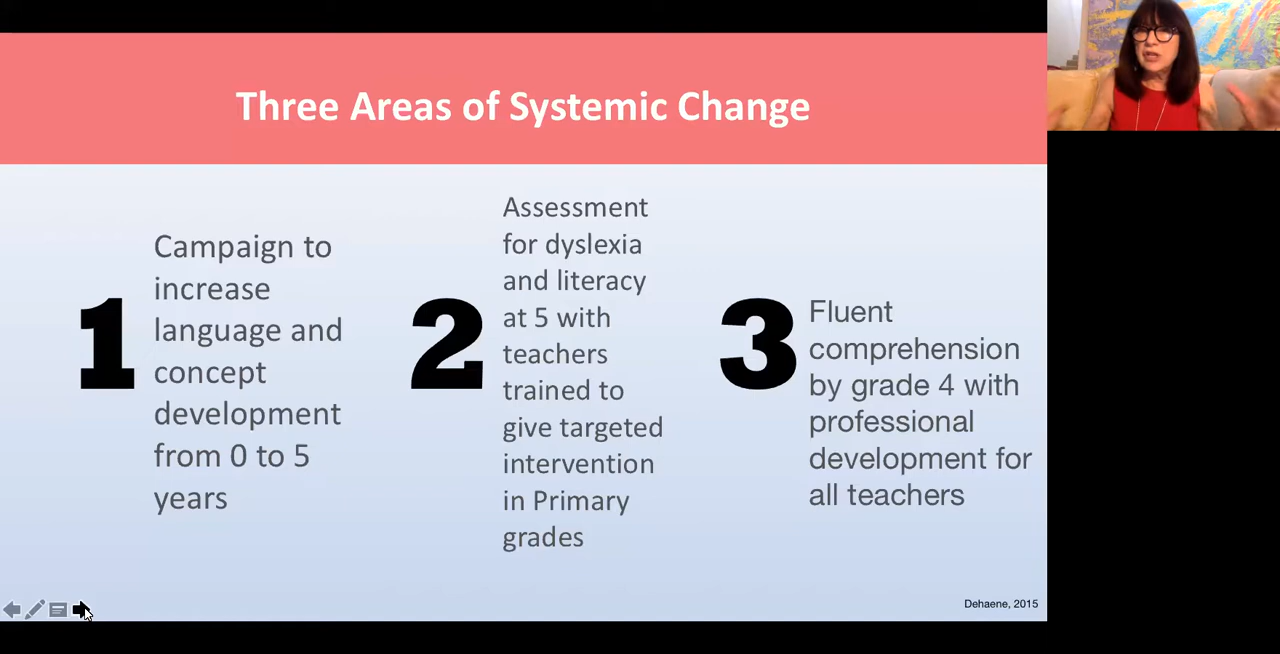 Three Areas of Systemic Change
1
Campaign to
increase
language and
concept
development
from 0 to 5
years
2
Assessment
for dyslexia
and literacy
at 5 with
teachers
trained to
give targeted
intervention
in Primary
grades
3
Fluent
comprehension
by grade 4 with
professional
development for
all teachers
Dehaene, 2015